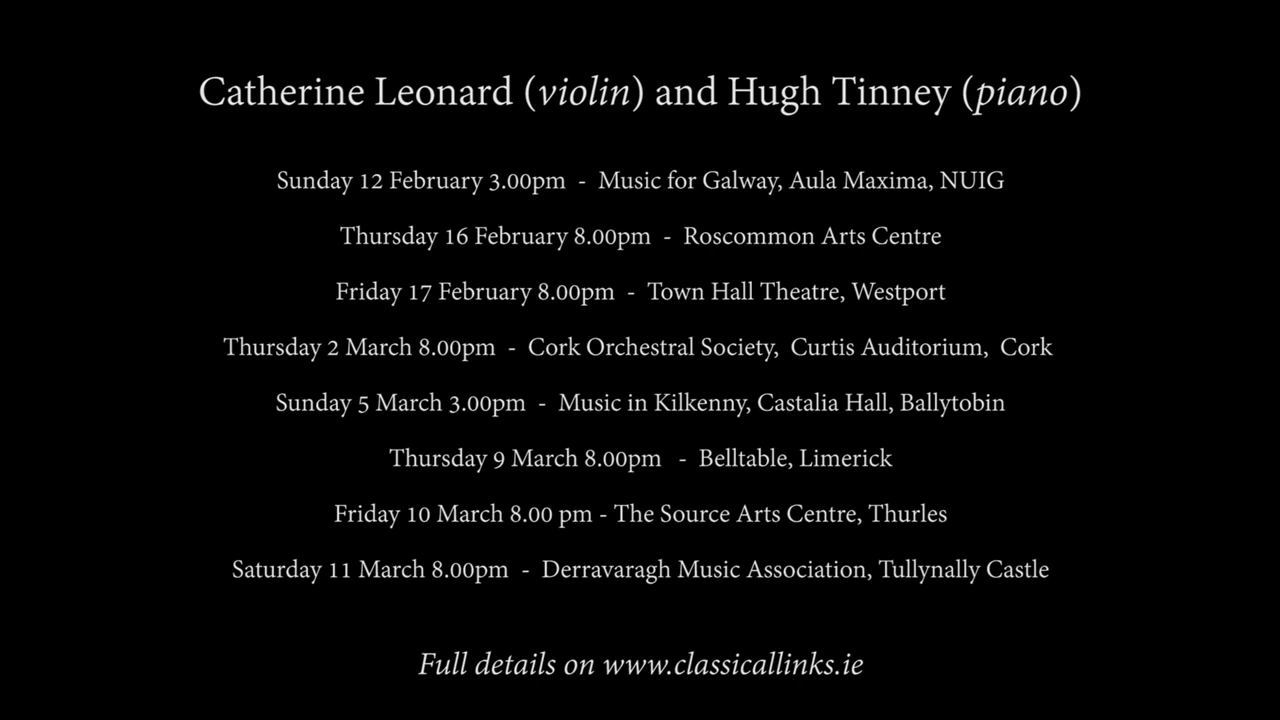 Catherine Leonard (violin) and Hugh Tinney (piano)
Sunday 12 February 3.00pm - Music for Galway, Aula Maxima, NUIG
Thursday 16 February 8.00pm - Roscommon Arts Centre
Friday 17 February 8.00pm - Town Hall Theatre, Westport
Thursday 2 March 8.00pm - Cork Orchestral Society, Curtis Auditorium, Cork
Sunday 5 March 3.00pm - Music in Kilkenny, Castalia Hall, Ballytobin
Thursday 9 March 8.00pm - Belltable, Limerick
Friday 10 March 8.00 pm - The Source Arts Centre, Thurles
Saturday 11 March 8.00pm - Derravaragh Music Association, Tullynally Castle
Full details on www.classicallinks.ie